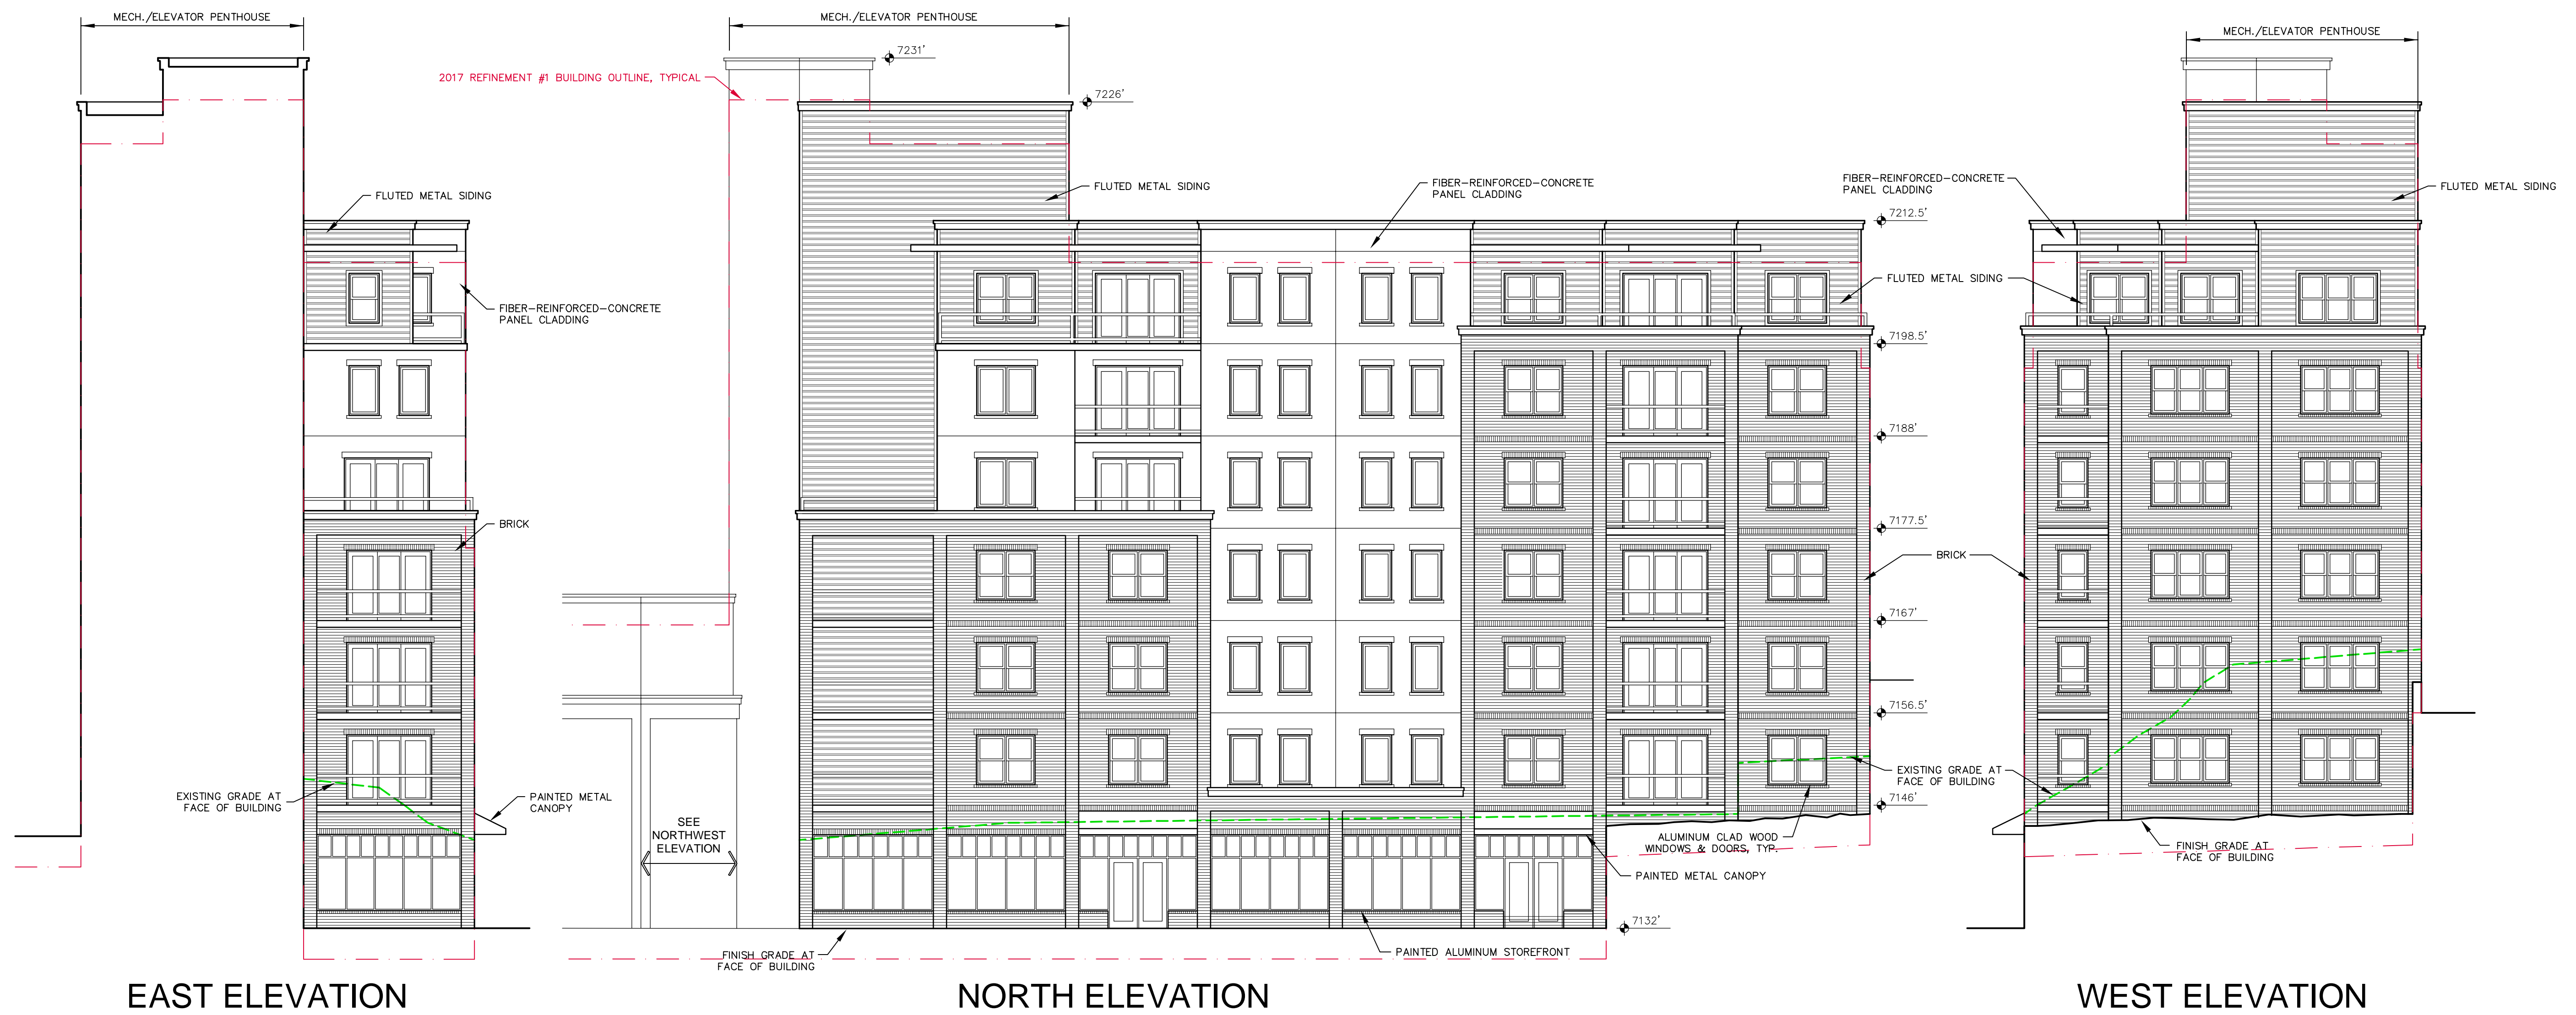 MECH./ELEVATOR PENTHOUSE
FLUTED METAL SIDING
FIBER-REINFORCED-CONCRETE
PANEL CLADDING
BRICK
EXISTING GRADE AT
FACE OF BUILDING
PAINTED METAL
CANOPY
EAST ELEVATION
MECH./ELEVATOR PENTHOUSE
7231'
2017 REFINEMENT #1 BUILDING OUTLINE, TYPICAL
7226'
FLUTED METAL SIDING
FIBER-REINFORCED-CONCRETE
PANEL CLADDING
7212.5'
FLUTED METAL SIDING
7198.5'
7188'
7177.5'
BRICK
7167'
7156.5'
EXISTING GRADE AT
FACE OF BUILDING
7146'
SEE
NORTHWEST
ELEVATION
ALUMINUM CLAD WOOD
WINDOWS & DOORS, TYP.
PAINTED METAL CANOPY
7132'
PAINTED ALUMINUM STOREFRONT
FINISH GRADE AT
FACE OF BUILDING
NORTH ELEVATION
MECH./ELEVATOR PENTHOUSE
FIBER-REINFORCED-CONCRETE
PANEL CLADDING
FLUTED METAL SIDING
FINISH GRADE AT
FACE OF BUILDING
WEST ELEVATION